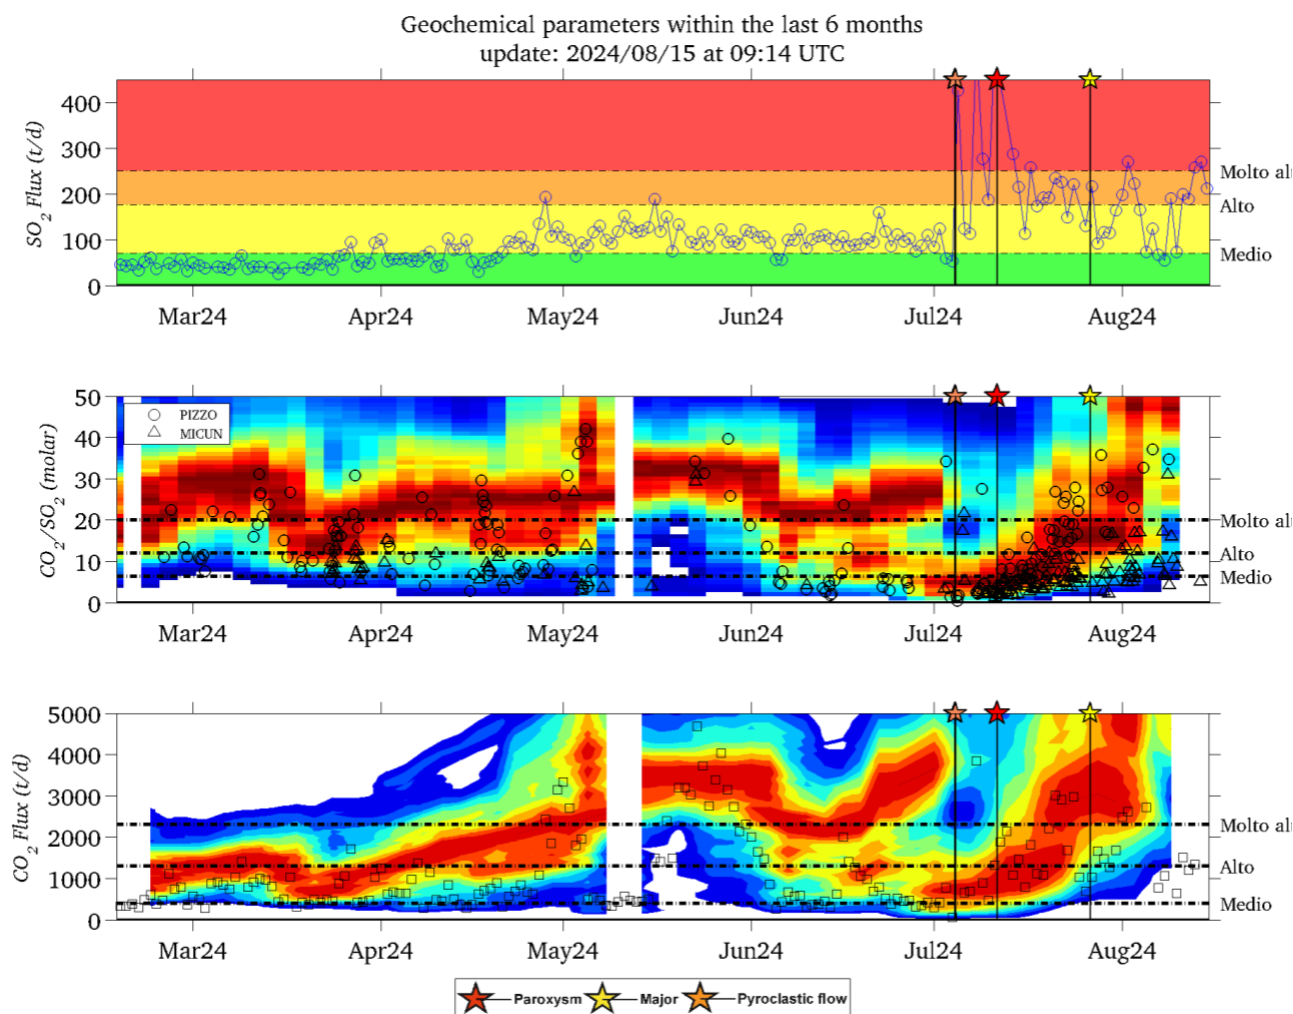 Geochemical parameters within the last 6 months
update: 2024/08/15 at 09:14 UTC
SO2 Flux (t/d)
400
300
200
100
0
Molto al
Alto
Medio
Mar24 Apr24 May24 Jun24 Jul24 Aug24
CO2/SO2 (molar)
50
40
30
20
10
0
PIZZO
MICUN
Molto al
Alto
Medio
Mar24 Apr24 May24 Jun24 Jul24 Aug24
CO2 Flux (t/d)
5000
4000
3000
2000
1000
0
Molto al
Alto
Medio
Mar24 Apr24 May24 Jun24 Jul24 Aug24
Paroxysm Major Pyroclastic flow